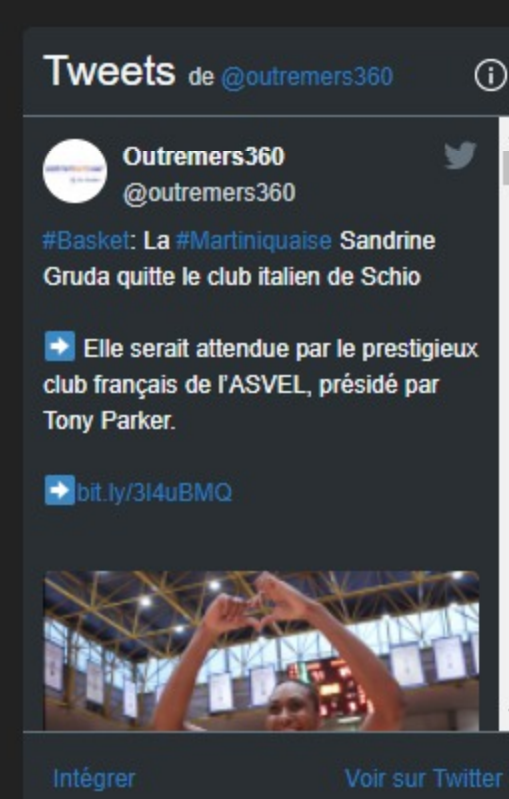 Tweets de @outremers360
Outremers360
@outremers360
#Basket: La #Martiniquaise Sandrine
Gruda quitte le club italien de Schio
Elle serait attendue par le prestigieux
club français de l'ASVEL, présidé par
Tony Parker.
bit.ly/3I4uBMQ
Intégrer
Voir sur Twitter